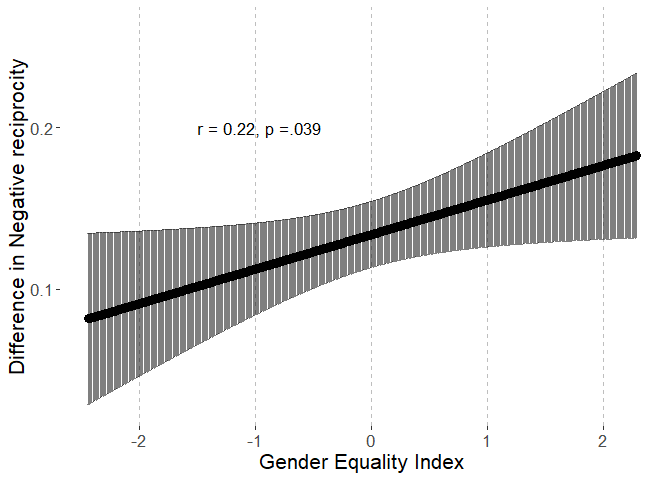 Difference in Negative reciprocity
0.2
0.1
r = 0.22, p =.039
-2
-1
0
1
2
Gender Equality Index